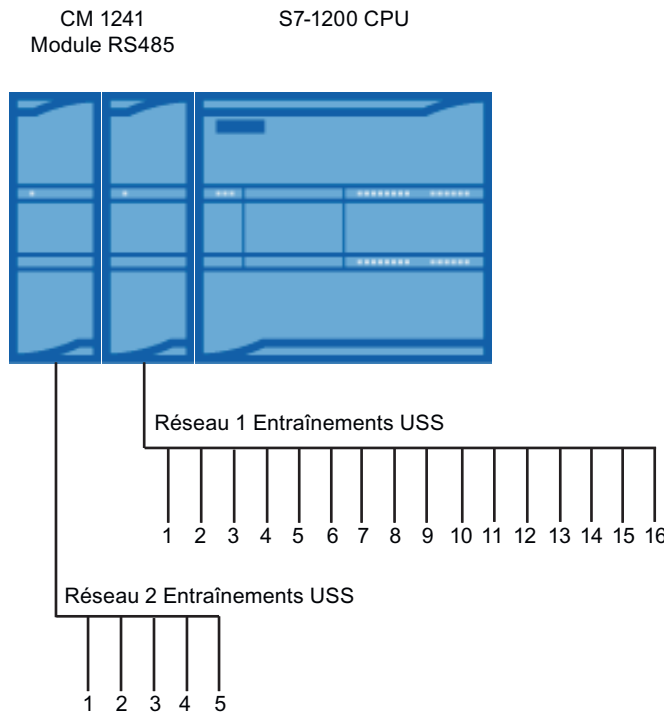 CM 1241
Module RS485
S7-1200 CPU
Réseau 1 Entraînements USS
1 2 3 4 5 6 7 8 9 10 11 12 13 14 15 16
Réseau 2 Entraînements USS
1 2 3 4 5